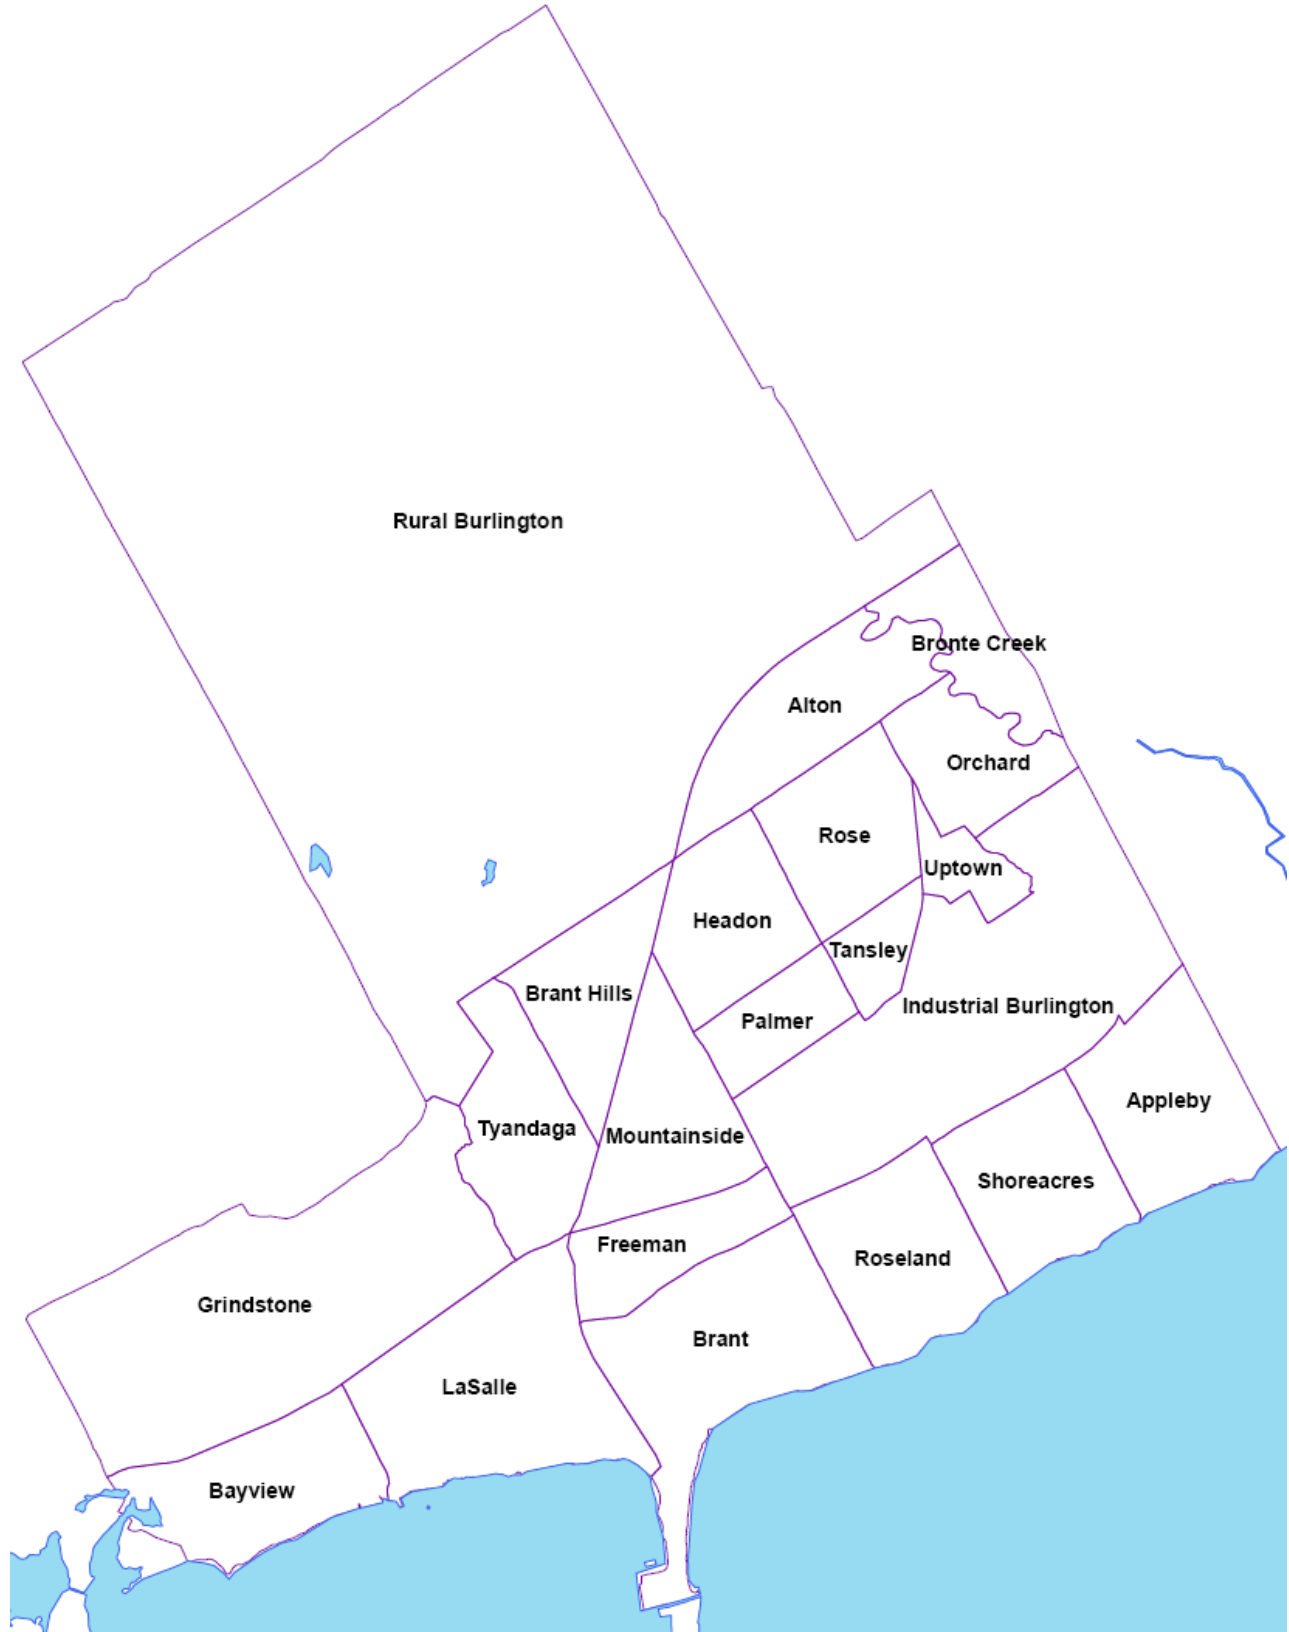 Rural Burlington
Bronte Creek
Alton
Orchard
Rose
Uptown
Headon
Tansley
Brant Hills
Industrial Burlington
Palmer
Appleby
Tyandaga
Mountainside
Shoreacres
Freeman
Roseland
Grindstone
Brant
LaSalle
Bayview